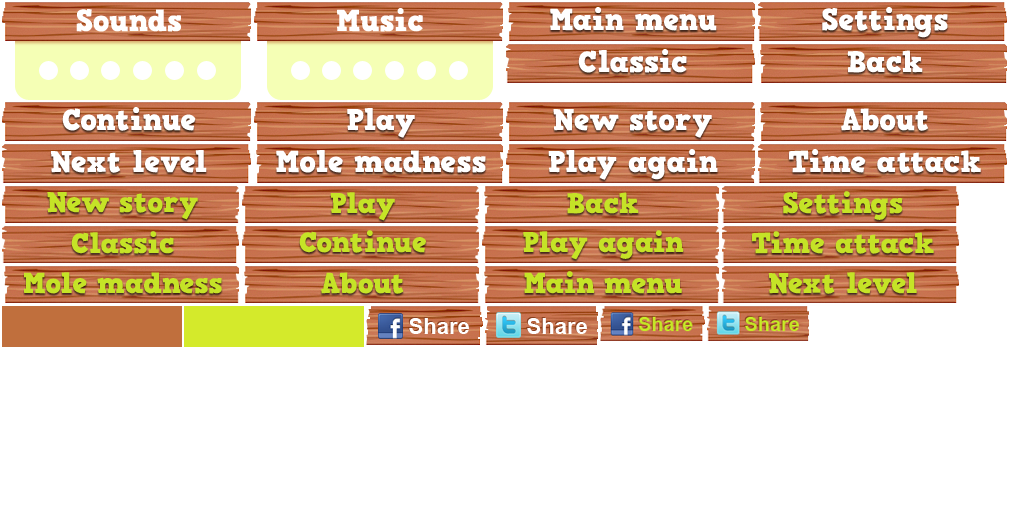 Sounds Music Main menu Settings
Classic Back
Continue Play New story About
Next level Mole madness Play again Time attack
New story Play Back Settings
Classic Continue Play again Time attack
Mole madness About Main menu Next level
f Share t Share f Share t Share